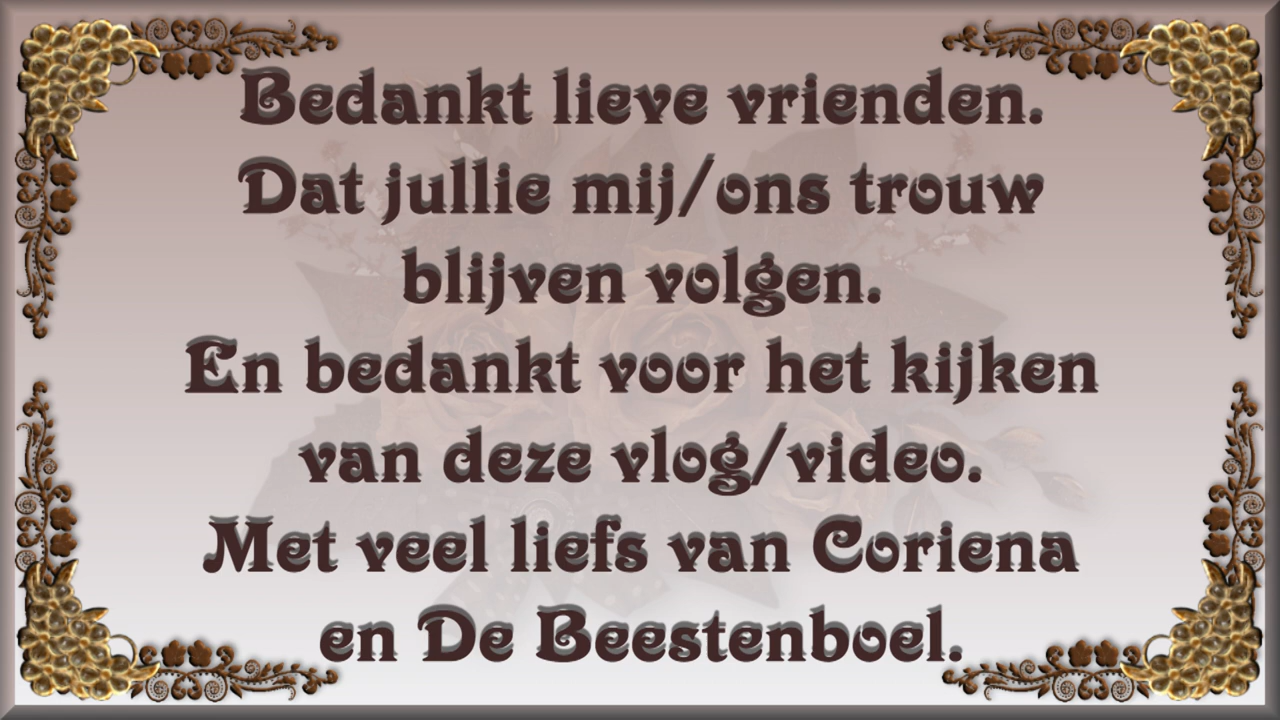 Bedankt lieve vrienden.
Dat jullie mij/ons trouw
blijven volgen.
En bedankt voor het kijken
van deze vlog/video.
Met veel liefs van Coriena
en De Beestenboel.